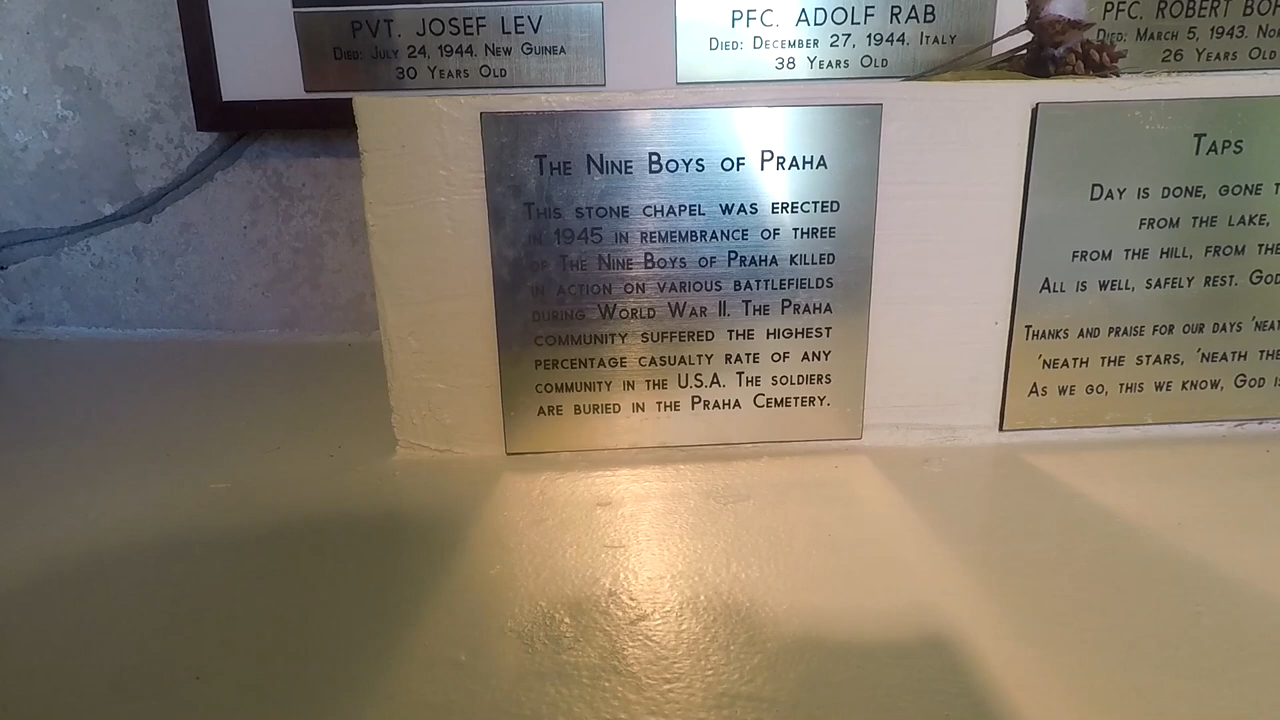 PVT. JOSEF LEV
DIED: JULY 24, 1944. NEW GUINEA
30 YEARS OLD
PFC. ADOLF RAB
DIED: DECEMBER 27, 1944. ITALY
38 YEARS OLD
PFC. ROBERT
DIED: MARCH 5, 1943.
26 YEARS OLD
THE NINE BOYS OF PRAHA
THIS STONE CHAPEL WAS ERECTED
IN 1945 IN REMEMBRANCE OF THREE
OF THE NINE BOYS OF PRAHA KILLED
IN ACTION ON VARIOUS BATTLEFIELDS
DURING WORLD WAR II. THE PRAHA
COMMUNITY SUFFERED THE HIGHEST
PERCENTAGE CASUALTY RATE OF ANY
COMMUNITY IN THE U.S.A. THE SOLDIERS
ARE BURIED IN THE PRAHA CEMETERY.
TAPS
DAY IS DONE, GONE
FROM THE LAKE,
FROM THE HILL, FROM THE
ALL IS WELL, SAFELY REST. GOD
THANKS AND PRAISE FOR OUR DAYS 'NEAT
'NEATH THE STARS, 'NEATH THE
AS WE GO, THIS WE KNOW, GOD IS